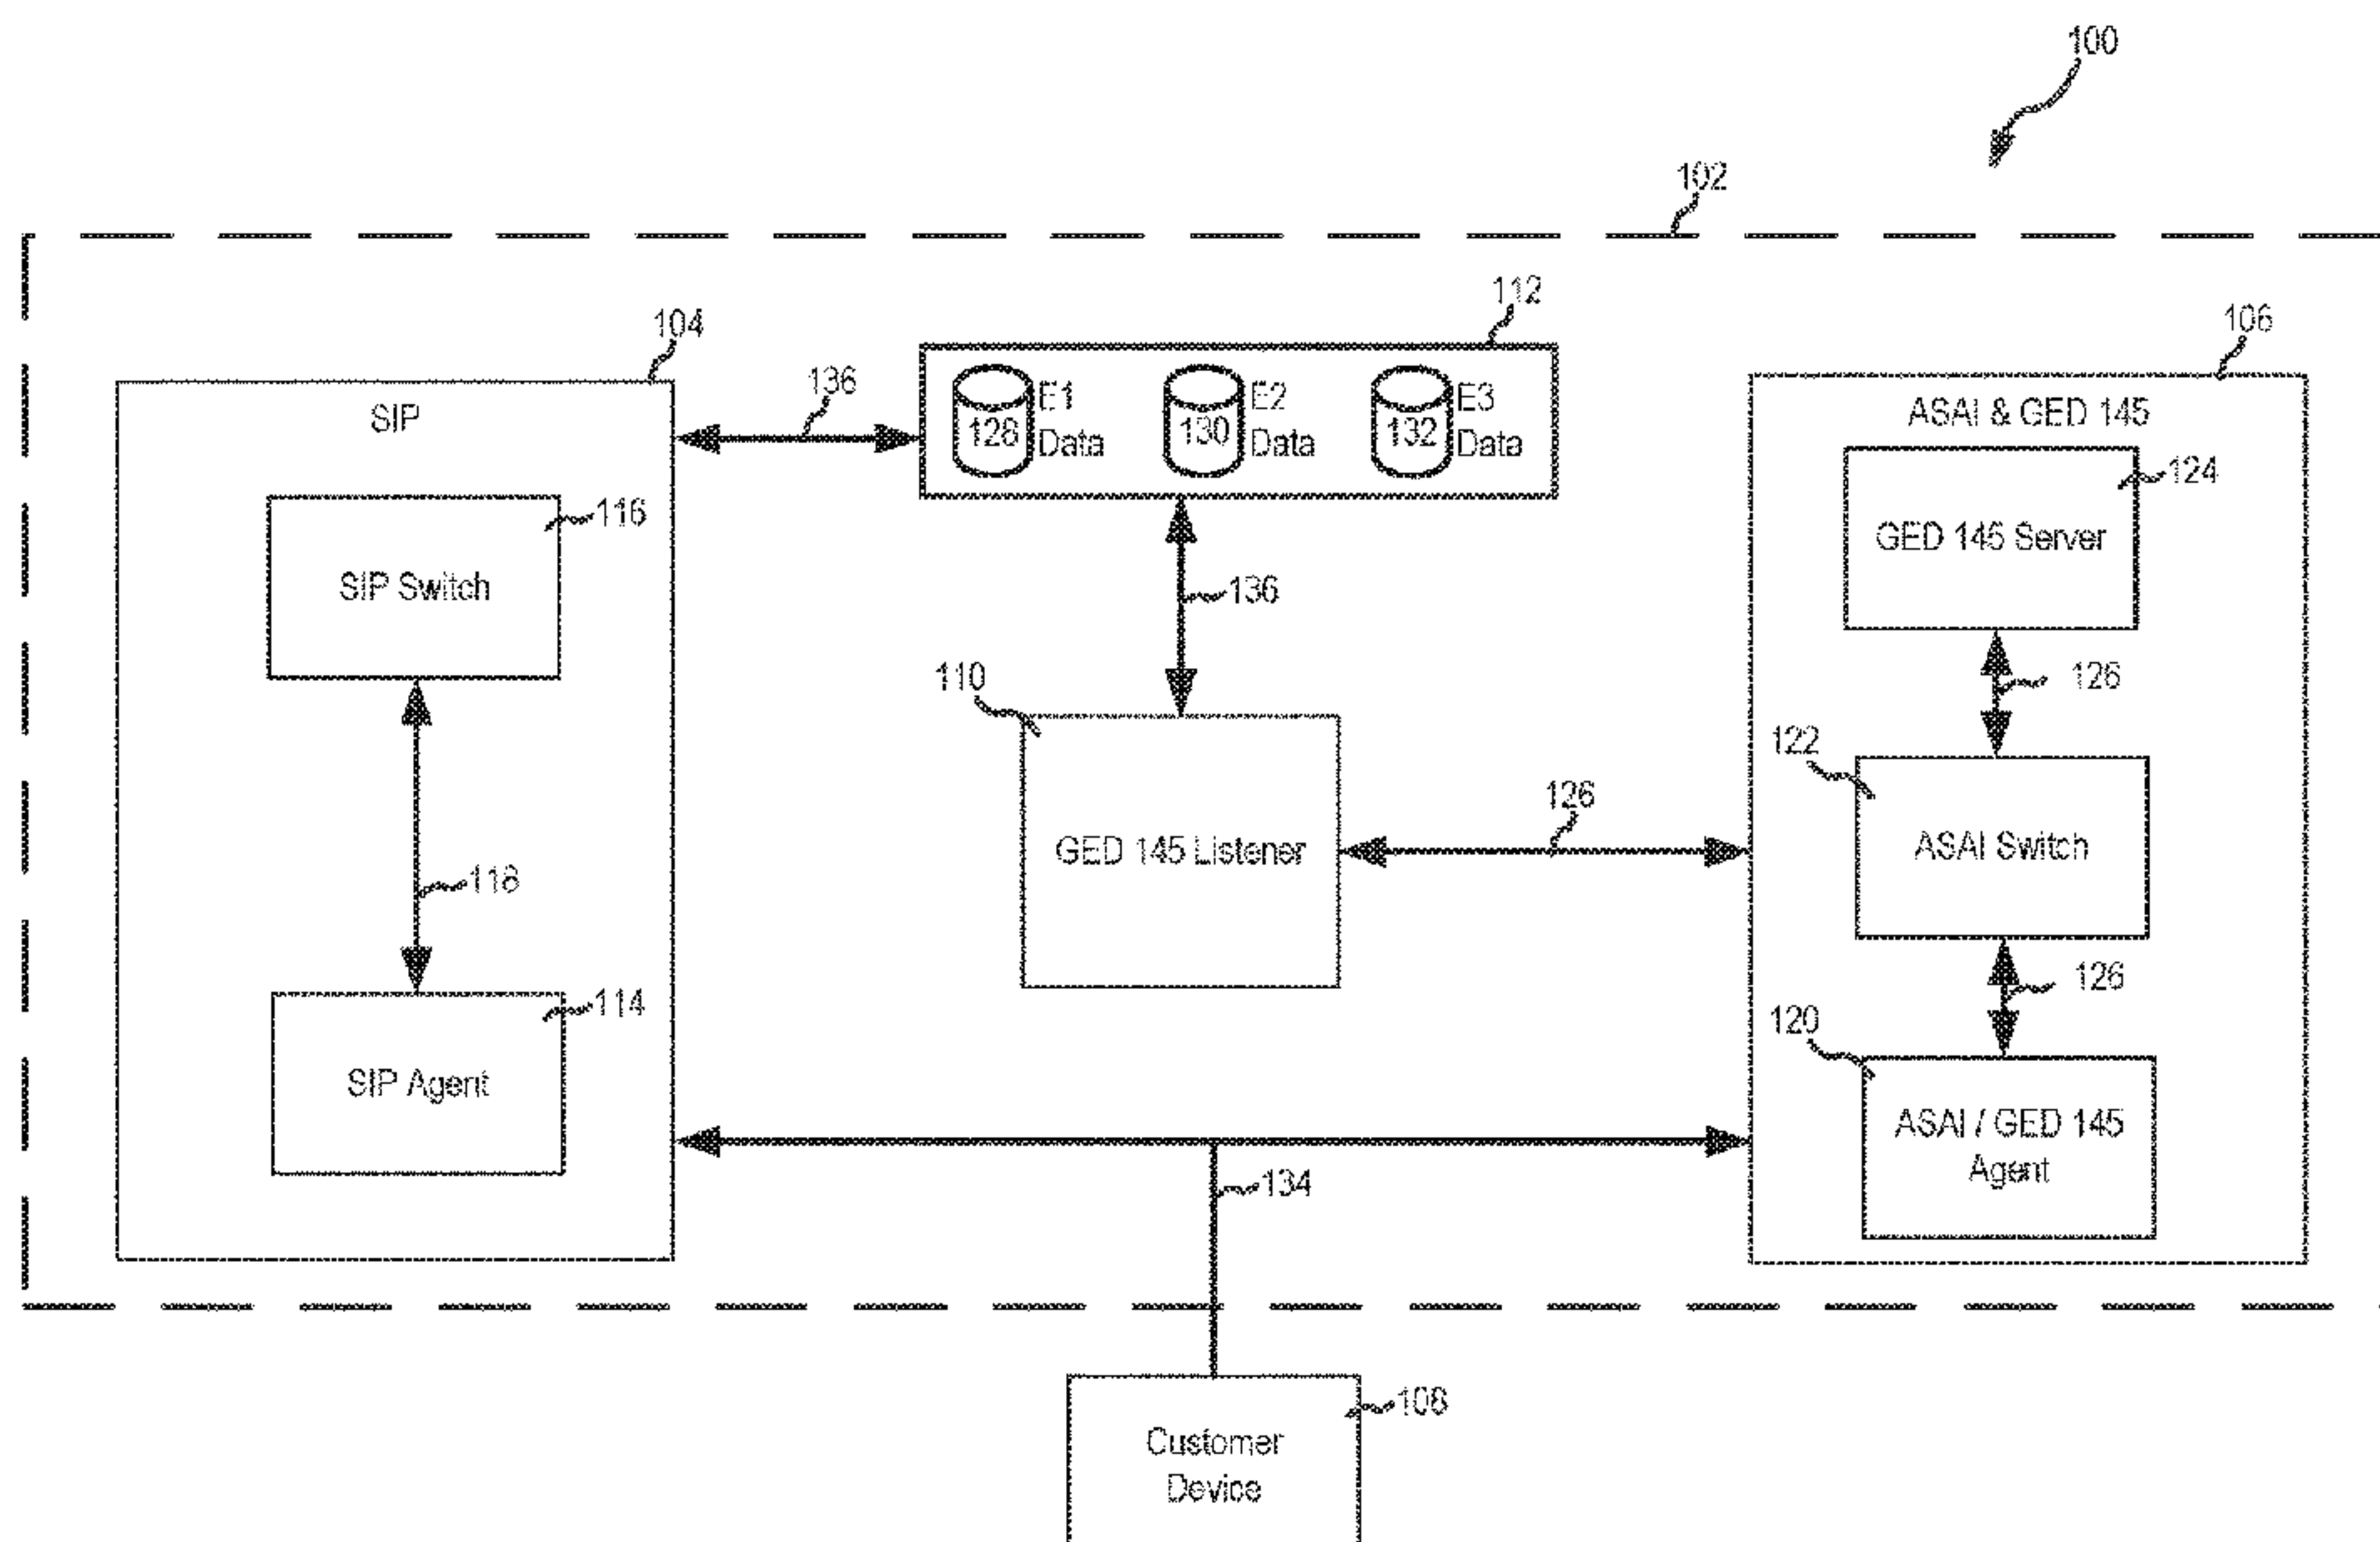 100
102
112
104
106
136
E1
E2
E3
SIP
128
130
132
Data
Data
Data
ASAI & GED 145
124
116
GED 145 Server
SIP Switch
136
110
126
122
126
118
GED 145 Listener
ASAI Switch
114
126
120
SIP Agent
ASAI / GED 145
Agent
134
108
Customer
Device